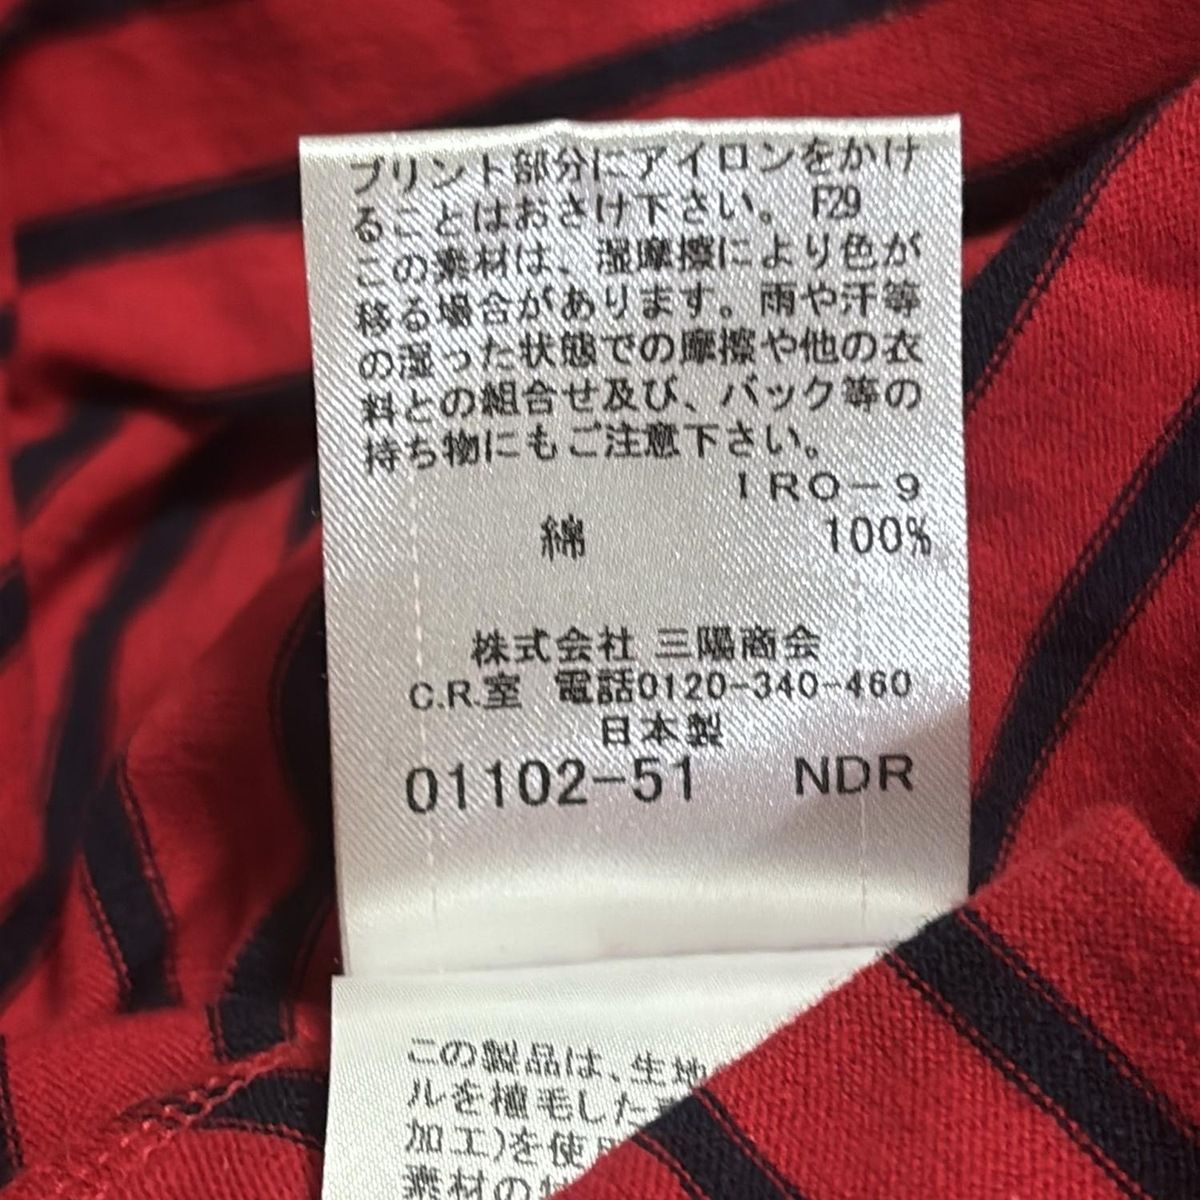 プリント部分にアイロンをかけ
ることはおさけ下さい。 F29
この素材は、湿摩擦により色が
移る場合があります。雨や汗等
の湿った状態での摩擦や他の衣
料との組合せ及び、バック等の
持ち物にもご注意下さい。
IRO-9
綿 100%
株式会社 三陽商会
C.R.室 電話0120-340-460
日本製
01102-51 NDR
この製品は、生地
ルを植毛した
加工)を使用
素材の